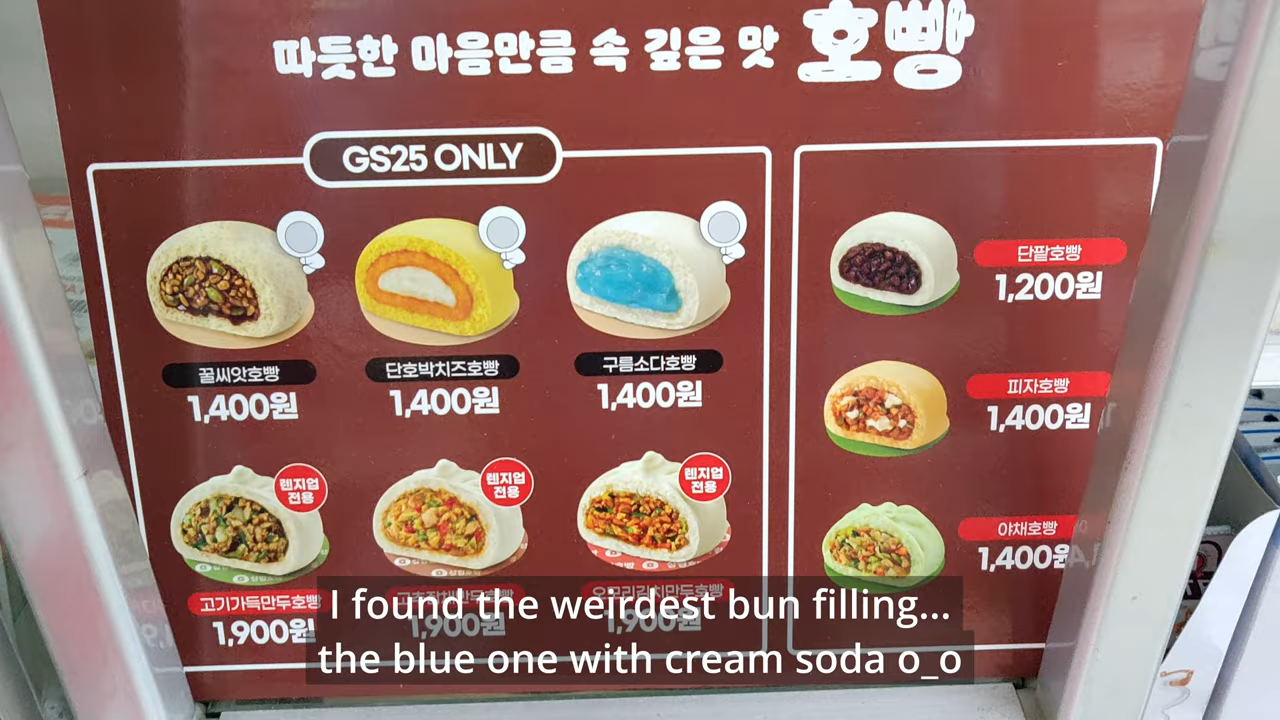 따듯한 마음만큼 속 깊은 맛 호빵
GS25 ONLY
꿀씨앗호빵
1,400원
단호박치즈호빵
1,400원
구름소다호빵
1,400원
렌지업
전용
고기가득만두호빵
1,900원
렌지업
전용
1,900원
렌지업
전용
1,900원
단팥호빵
1,200원
피자호빵
1,400원
야채호빵
1,400원
I found the weirdest bun filling...
the blue one with cream soda o_o